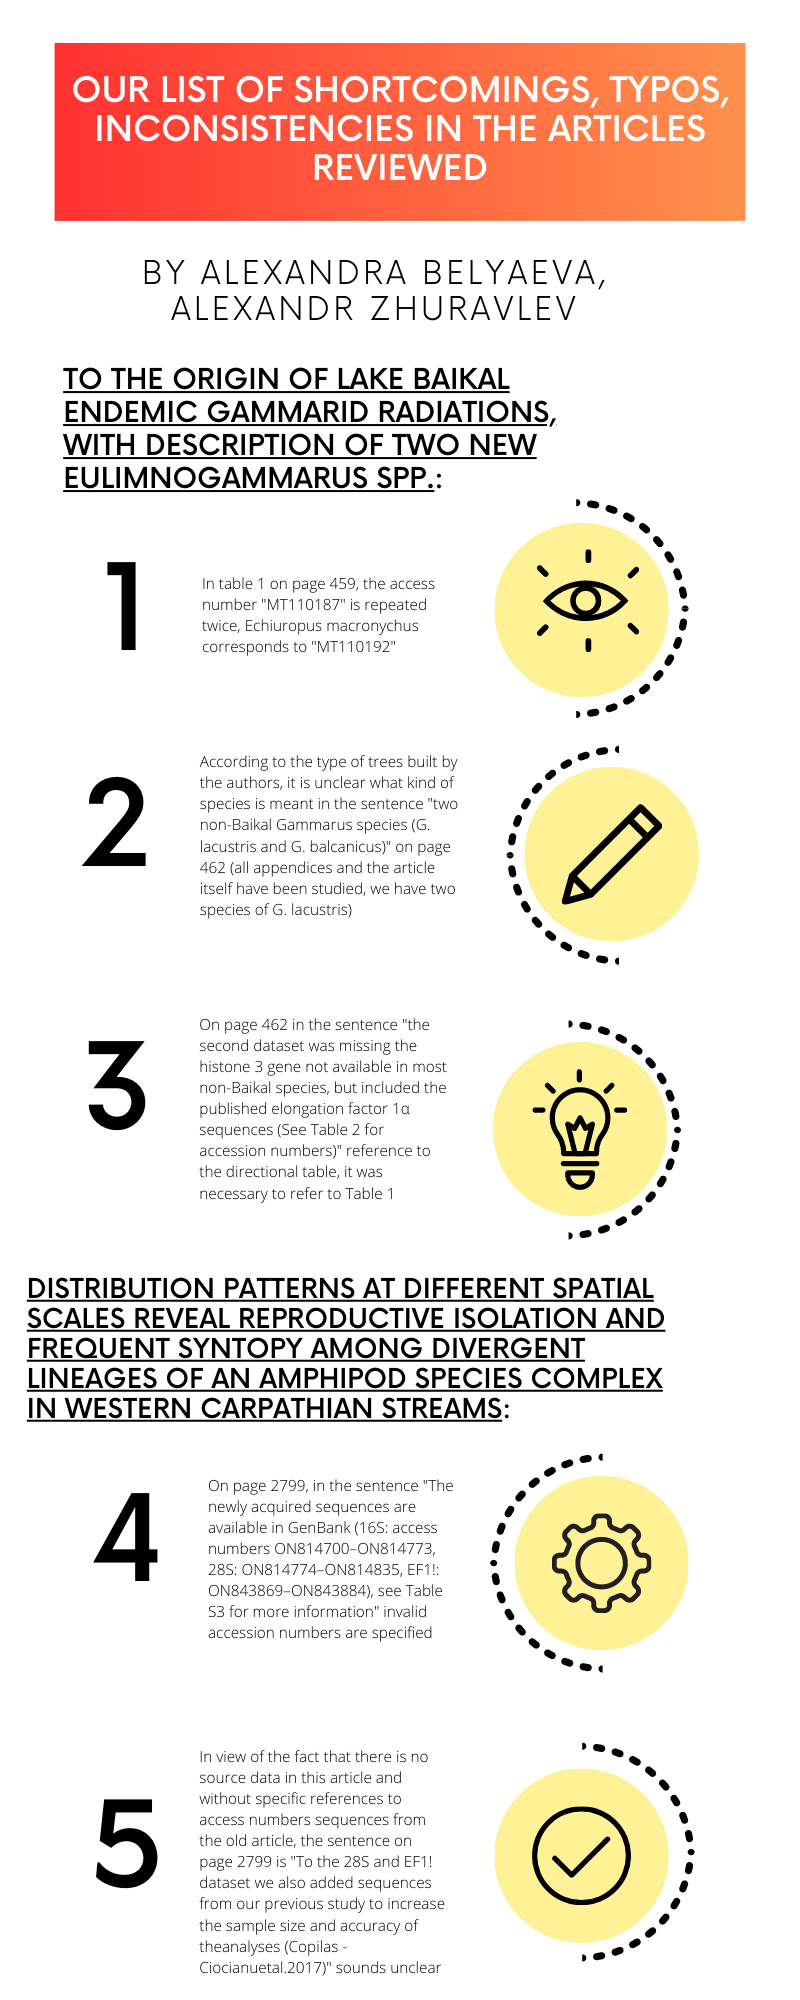 OUR LIST OF SHORTCOMINGS, TYPOS,
INCONSISTENCIES IN THE ARTICLES
REVIEWED
BY ALEXANDRA BELYAEVA,
ALEXANDR ZHURAVLEV
TO THE ORIGIN OF LAKE BAIKAL
ENDEMIC GAMMARID RADIATIONS,
WITH DESCRIPTION OF TWO NEW
EULIMNOGAMMARUS SPP.:
1
In table 1 on page 459, the access
number "MT110187" is repeated
twice, Echiuropus macronychus
corresponds to "MT110192"
2
According to the type of trees built by
the authors, it is unclear what kind of
species is meant in the sentence "two
non-Baikal Gammarus species (G.
lacustris and G. balcanicus)" on page
462 (all appendices and the article
itself have been studied, we have two
species of G. lacustris)
3
On page 462 in the sentence "the
second dataset was missing the
histone 3 gene not available in most
non-Baikal species, but included the
published elongation factor 1α
sequences (See Table 2 for
accession numbers)" reference to
the directional table, it was
necessary to refer to Table 1
DISTRIBUTION PATTERNS AT DIFFERENT SPATIAL
SCALES REVEAL REPRODUCTIVE ISOLATION AND
FREQUENT SYNTOPY AMONG DIVERGENT
LINEAGES OF AN AMPHIPOD SPECIES COMPLEX
IN WESTERN CARPATHIAN STREAMS:
4
On page 2799, in the sentence "The
newly acquired sequences are
available in GenBank (16S: access
numbers ON814700–ON814773,
28S: ON814774–ON814835, EF1!:
ON843869–ON843884), see Table
S3 for more information" invalid
accession numbers are specified
5
In view of the fact that there is no
source data in this article and
without specific references to
access numbers sequences from
the old article, the sentence on
page 2799 is "To the 28S and EF1!
dataset we also added sequences
from our previous study to increase
the sample size and accuracy of
theanalyses (Copilas -
Ciocianuetal.2017)" sounds unclear